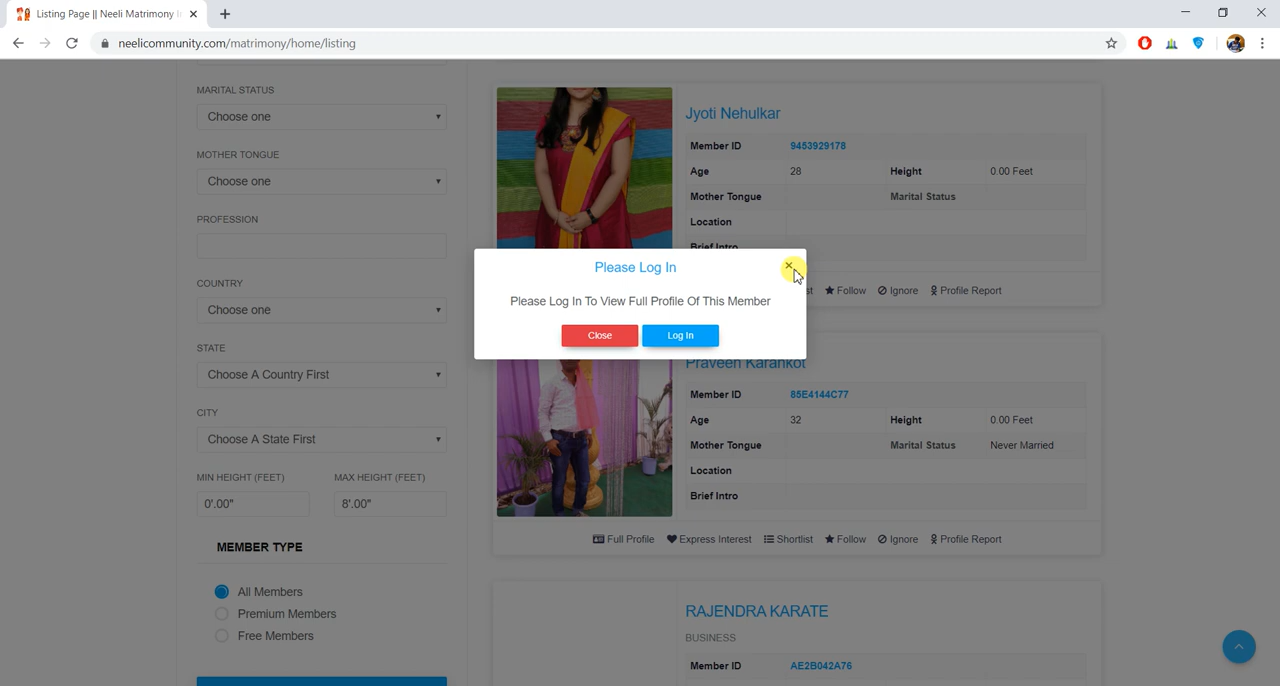 Listing Page || Neeli Matrimony I
neelicommunity.com/matrimony/home/listing
MARITAL STATUS
Choose one
MOTHER TONGUE
Choose one
PROFESSION
COUNTRY
Choose one
STATE
Choose A Country First
CITY
Choose A State First
MIN HEIGHT (FEET) MAX HEIGHT (FEET)
0'.00" 8'.00"
MEMBER TYPE
All Members
Premium Members
Free Members
Jyoti Nehulkar
Member ID 9453929178
Age 28 Height 0.00 Feet
Mother Tongue Marital Status
Location
Brief Intro
Follow Ignore Profile Report
Please Log In
×
Please Log In To View Full Profile Of This Member
Close Log In
Praveen Karankot
Member ID 85E4144C77
Age 32 Height 0.00 Feet
Mother Tongue Marital Status Never Married
Location
Brief Intro
Full Profile Express Interest Shortlist Follow Ignore Profile Report
RAJENDRA KARATE
BUSINESS
Member ID AE2B042A76